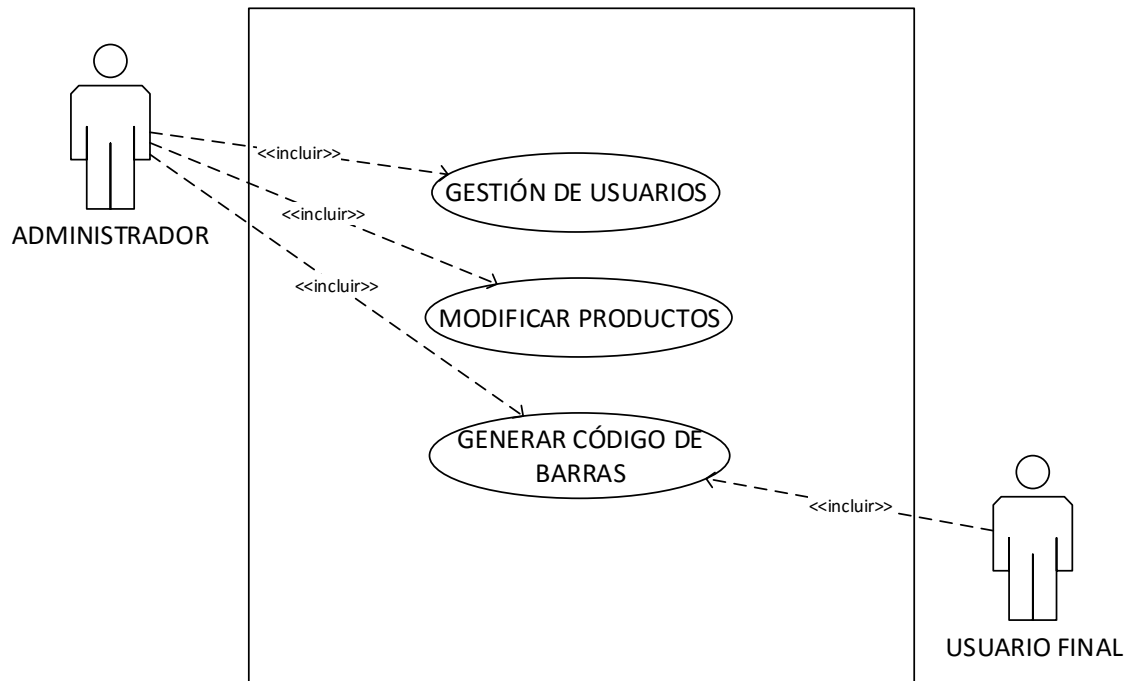 <<incluir>>
GESTIÓN DE USUARIOS
ADMINISTRADOR
<<incluir>>
<<incluir>>
MODIFICAR PRODUCTOS
GENERAR CÓDIGO DE
BARRAS
<<incluir>>
USUARIO FINAL